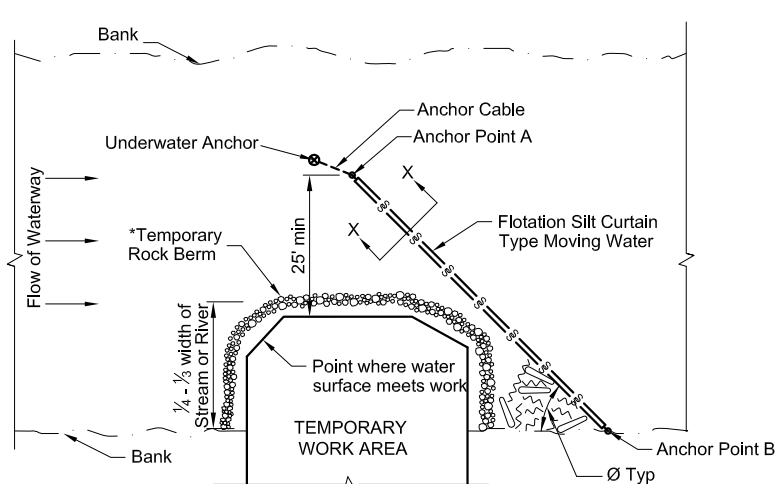 Bank
Anchor Cable
Underwater Anchor
Anchor Point A
X
X
Flow of Waterway
*Temporary
Rock Berm
25' min
Flotation Silt Curtain
Type Moving Water
¼ - ⅓ width of
Stream or River
Point where water
surface meets work
TEMPORARY
WORK AREA
Bank
Anchor Point B
Ø Typ